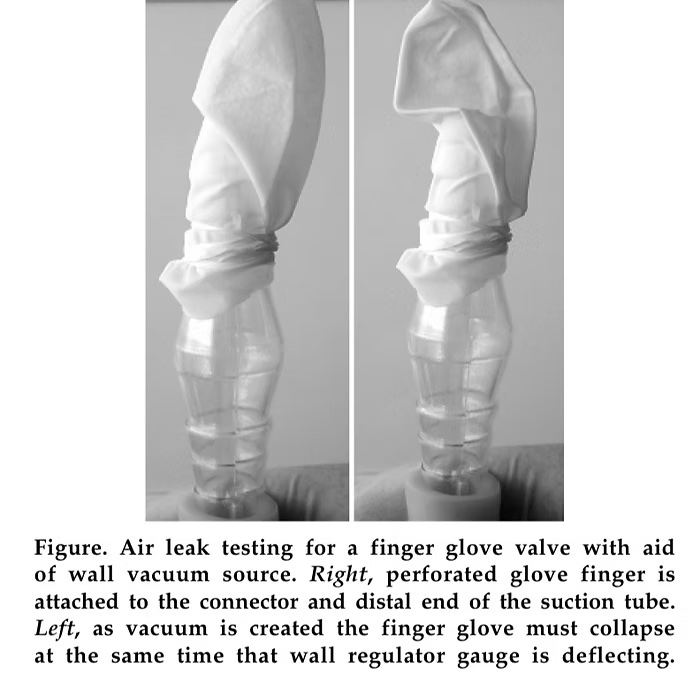 Figure. Air leak testing for a finger glove valve with aid
of wall vacuum source. Right, perforated glove finger is
attached to the connector and distal end of the suction tube.
Left, as vacuum is created the finger glove must collapse
at the same time that wall regulator gauge is deflecting.